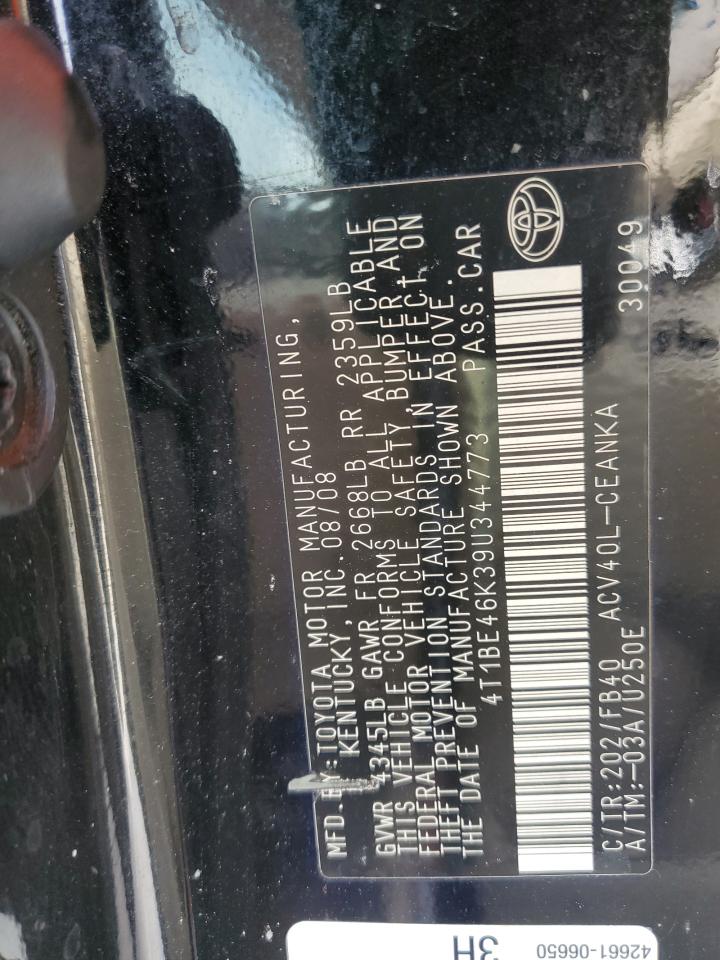 MFD.BY:TOYOTA MOTOR MANUFACTURING,
KENTUCKY, INC. 08/08
GVWR 4345LB GAWR FR 2668LB RR 2359LB
THIS VEHICLE CONFORMS TO ALL APPLICABLE
FEDERAL MOTOR VEHICLE SAFETY, BUMPER AND
THEFT PREVENTION STANDARDS IN EFFECT ON
THE DATE OF MANUFACTURE SHOWN ABOVE.
4T1BE46K39U344773 PASS.CAR
C/TR:202/FB40 ACV40L-CEANKA 30049
A/TM:-03A/U250E
42661-06650
3H